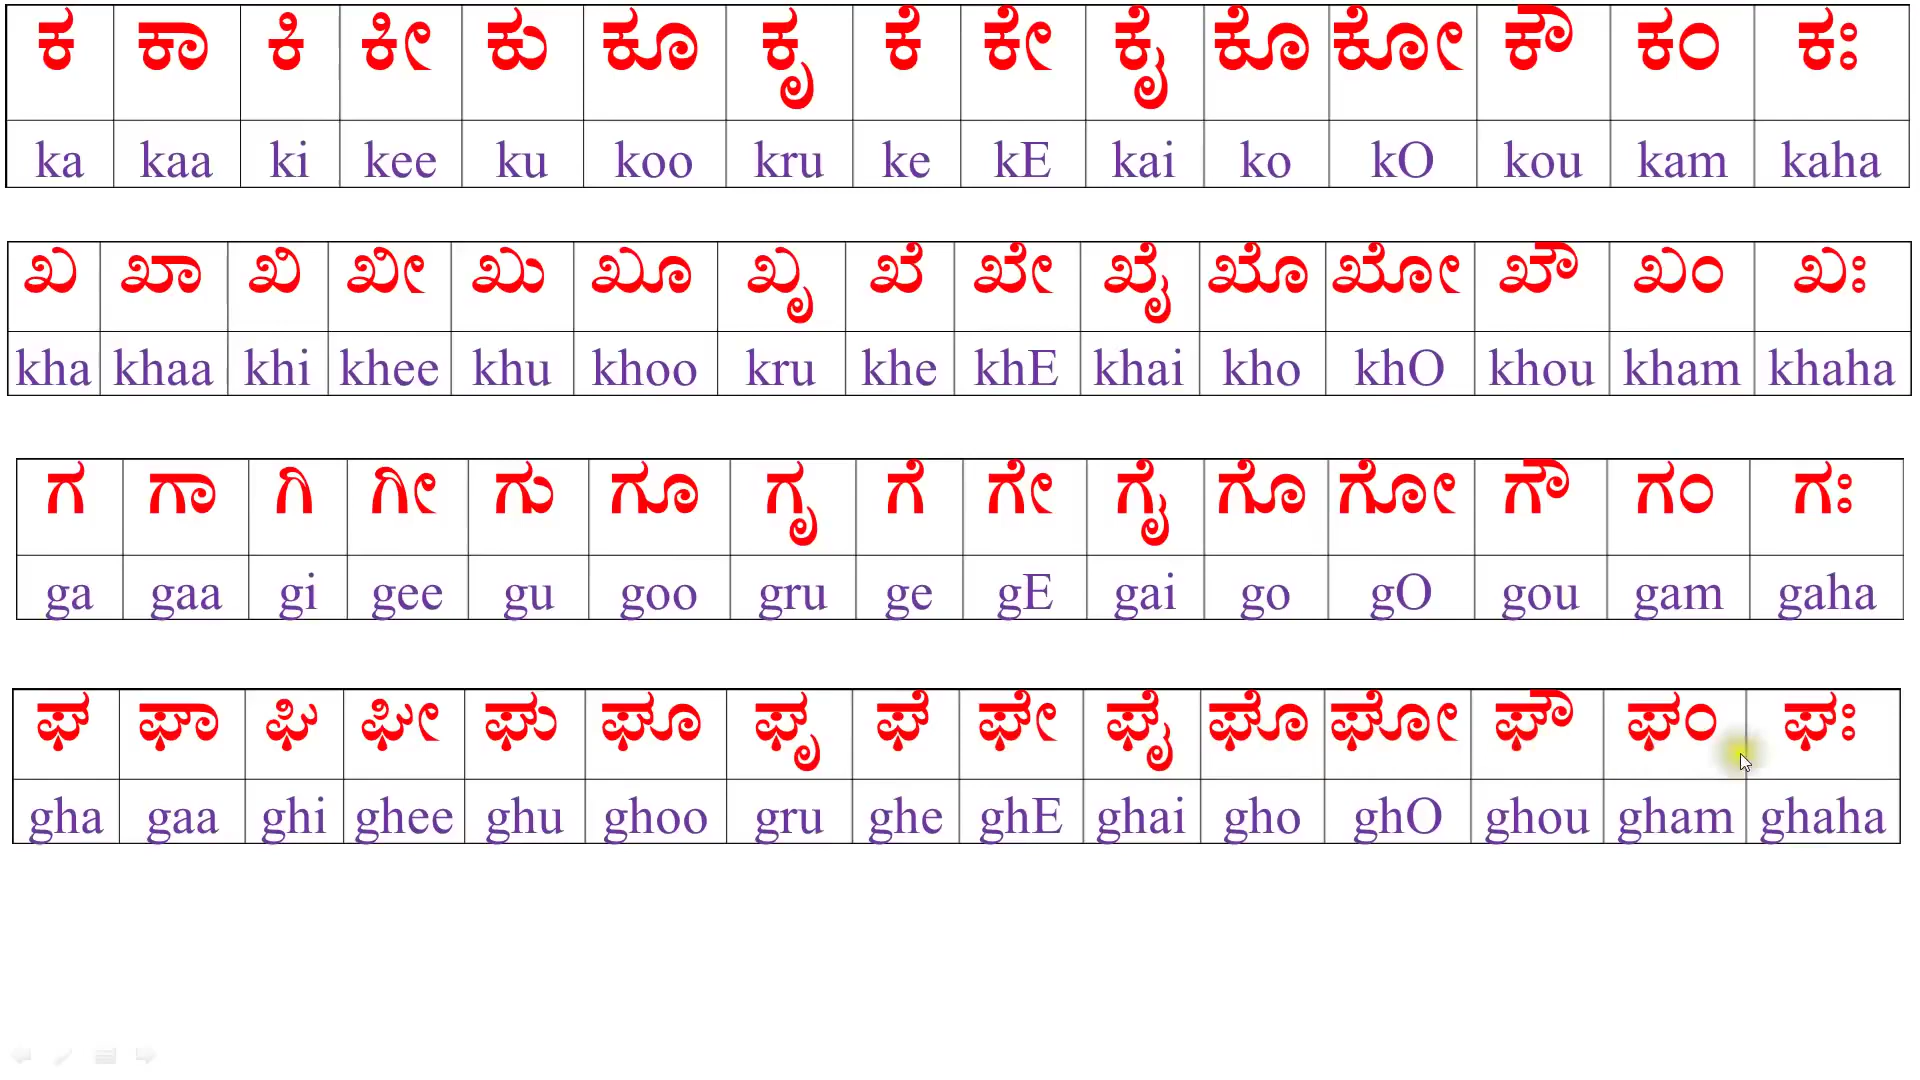 ಕ ಕಾ ಕಿ ಕೀ ಕು ಕೂ ಕೃ ಕೆ ಕೇ ಕೈ ಕೊ ಕೋ ಕೌ ಕಂ ಕಃ
ka kaa ki kee ku koo kru ke kE kai ko kO kou kam kaha
ಖ ಖಾ ಖಿ ಖೀ ಖು ಖೂ ಖೃ ಖೆ ಖೇ ಖೈ ಖೊ ಖೋ ಖೌ ಖಂ ಖಃ
kha khaa khi khee khu khoo kru khe khE khai kho khO khou kham khaha
ಗ ಗಾ ಗಿ ಗೀ ಗು ಗೂ ಗೃ ಗೆ ಗೇ ಗೈ ಗೊ ಗೋ ಗೌ ಗಂ ಗಃ
ga gaa gi gee gu goo gru ge gE gai go gO gou gam gaha
ಘ ಘಾ ಘಿ ಘೀ ಘು ಘೂ ಘೃ ಘೆ ಘೇ ಘೈ ಘೊ ಘೋ ಘೌ ಘಂ ಘಃ
gha gaa ghi ghee ghu ghoo gru ghe ghE ghai gho ghO ghou gham ghaha